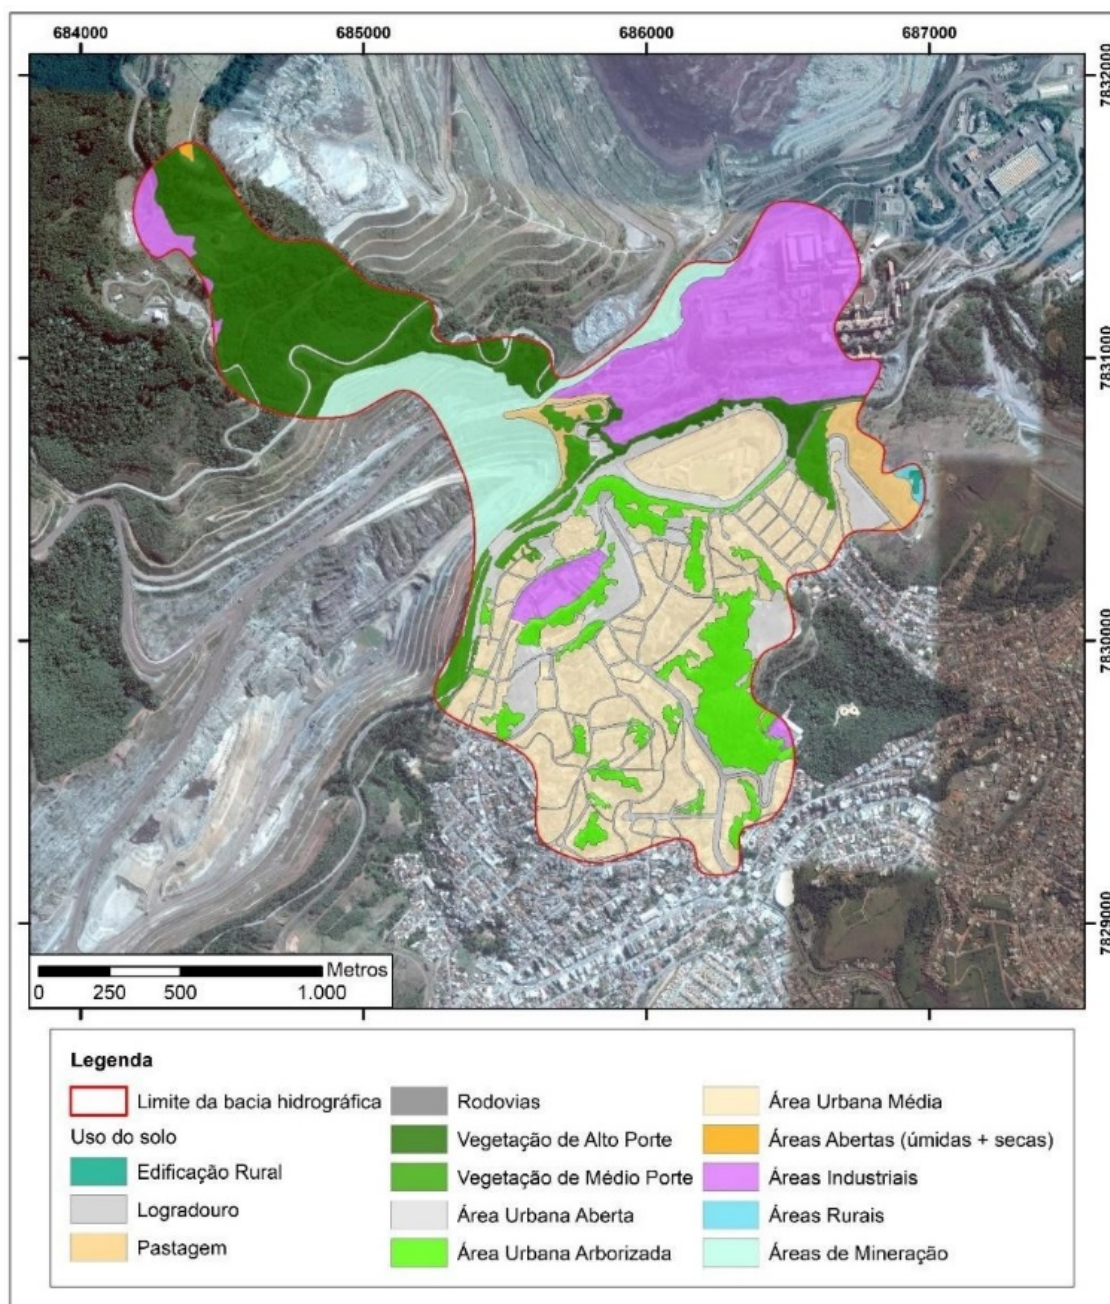 684000 685000 686000 687000
7832000
7831000
7830000
7829000
Metros
0 250 500 1.000
Legenda
Limite da bacia hidrográfica
Uso do solo
Edificação Rural
Logradouro
Pastagem
Rodovias
Vegetação de Alto Porte
Vegetação de Médio Porte
Área Urbana Aberta
Área Urbana Arborizada
Área Urbana Média
Áreas Abertas (úmidas + secas)
Áreas Industriais
Áreas Rurais
Áreas de Mineração